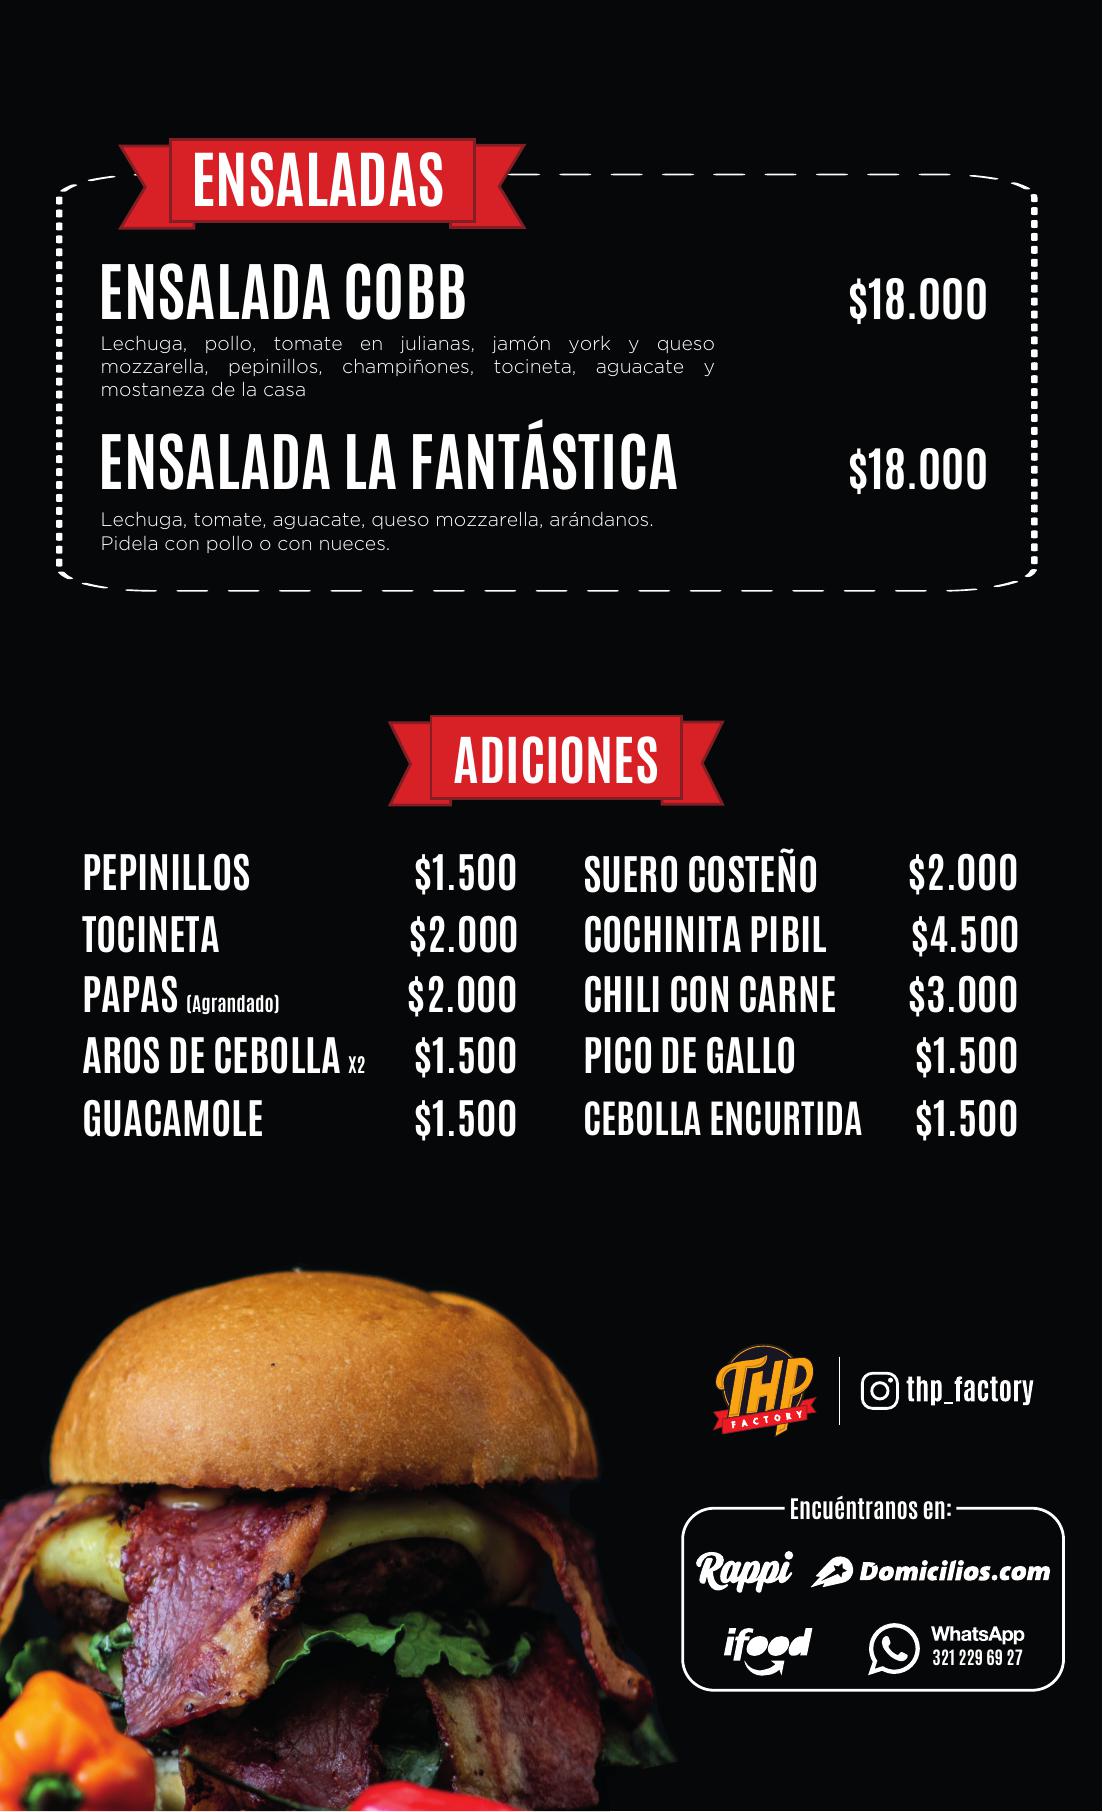 ENSALADAS
ENSALADA COBB $18.000
Lechuga, pollo, tomate en julianas, jamón york y queso
mozzarella, pepinillos, champiñones, tocineta, aguacate y
mostaneza de la casa
ENSALADA LA FANTÁSTICA $18.000
Lechuga, tomate, aguacate, queso mozzarella, arándanos.
Pidela con pollo o con nueces.
ADICIONES
PEPINILLOS $1.500
TOCINETA $2.000
PAPAS (Agrandado) $2.000
AROS DE CEBOLLA X2 $1.500
GUACAMOLE $1.500
SUERO COSTEÑO $2.000
COCHINITA PIBIL $4.500
CHILI CON CARNE $3.000
PICO DE GALLO $1.500
CEBOLLA ENCURTIDA $1.500
THP
FACTORY
thp_factory
Encuéntranos en:
Rappi
Domicilios.com
ifood
WhatsApp
321 229 69 27